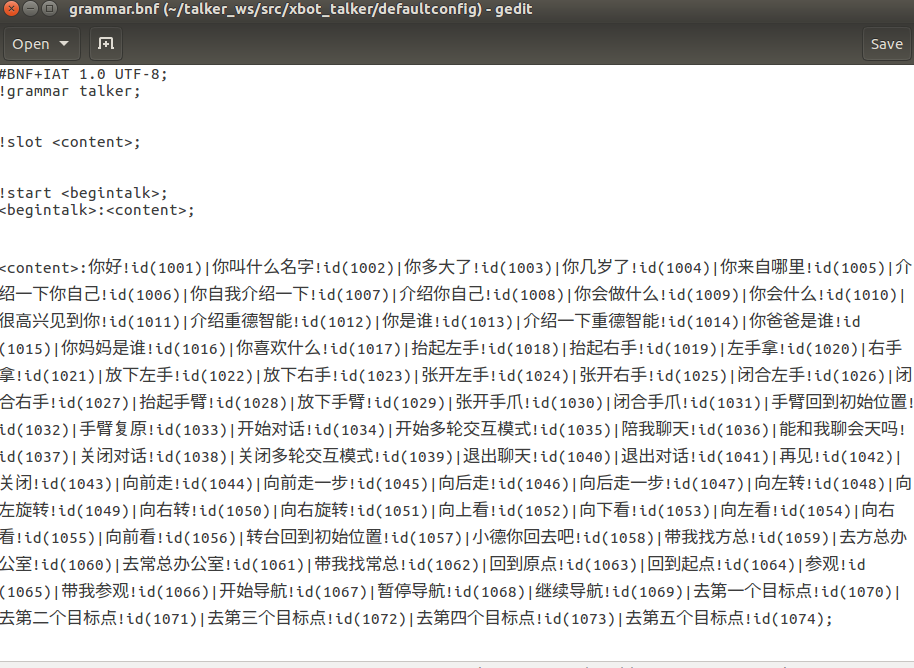 grammar.bnf (~/talker_ws/src/xbot_talker/defaultconfig) - gedit
Open
Save
#BNF+IAT 1.0 UTF-8;
!grammar talker;
!slot <content>;
!start <begintalk>;
<begintalk>:<content>;
<content>:你好!id(1001)|你叫什么名字!id(1002)|你多大了!id(1003)|你几岁了!id(1004)|你来自哪里!id(1005)|介
绍一下你自己!id(1006)|你自我介绍一下!id(1007)|介绍你自己!id(1008)|你会做什么!id(1009)|你会什么!id(1010)|
很高兴见到你!id(1011)|介绍重德智能!id(1012)|你是谁!id(1013)|介绍一下重德智能!id(1014)|你爸爸是谁!id
(1015)|你妈妈是谁!id(1016)|你喜欢什么!id(1017)|抬起左手!id(1018)|抬起右手!id(1019)|左手拿!id(1020)|右手
拿!id(1021)|放下左手!id(1022)|放下右手!id(1023)|张开左手!id(1024)|张开右手!id(1025)|闭合左手!id(1026)|闭
合右手!id(1027)|抬起手臂!id(1028)|放下手臂!id(1029)|张开手爪!id(1030)|闭合手爪!id(1031)|手臂回到初始位置!
id(1032)|手臂复原!id(1033)|开始对话!id(1034)|开始多轮交互模式!id(1035)|陪我聊天!id(1036)|能和我聊会天吗!
id(1037)|关闭对话!id(1038)|关闭多轮交互模式!id(1039)|退出聊天!id(1040)|退出对话!id(1041)|再见!id(1042)|
关闭!id(1043)|向前走!id(1044)|向前走一步!id(1045)|向后走!id(1046)|向后走一步!id(1047)|向左转!id(1048)|向
左旋转!id(1049)|向右转!id(1050)|向右旋转!id(1051)|向上看!id(1052)|向下看!id(1053)|向左看!id(1054)|向右
看!id(1055)|向前看!id(1056)|转台回到初始位置!id(1057)|小德你回去吧!id(1058)|带我找方总!id(1059)|去方总办
公室!id(1060)|去常总办公室!id(1061)|带我找常总!id(1062)|回到原点!id(1063)|回到起点!id(1064)|参观!id
(1065)|带我参观!id(1066)|开始导航!id(1067)|暂停导航!id(1068)|继续导航!id(1069)|去第一个目标点!id(1070)|
去第二个目标点!id(1071)|去第三个目标点!id(1072)|去第四个目标点!id(1073)|去第五个目标点!id(1074);